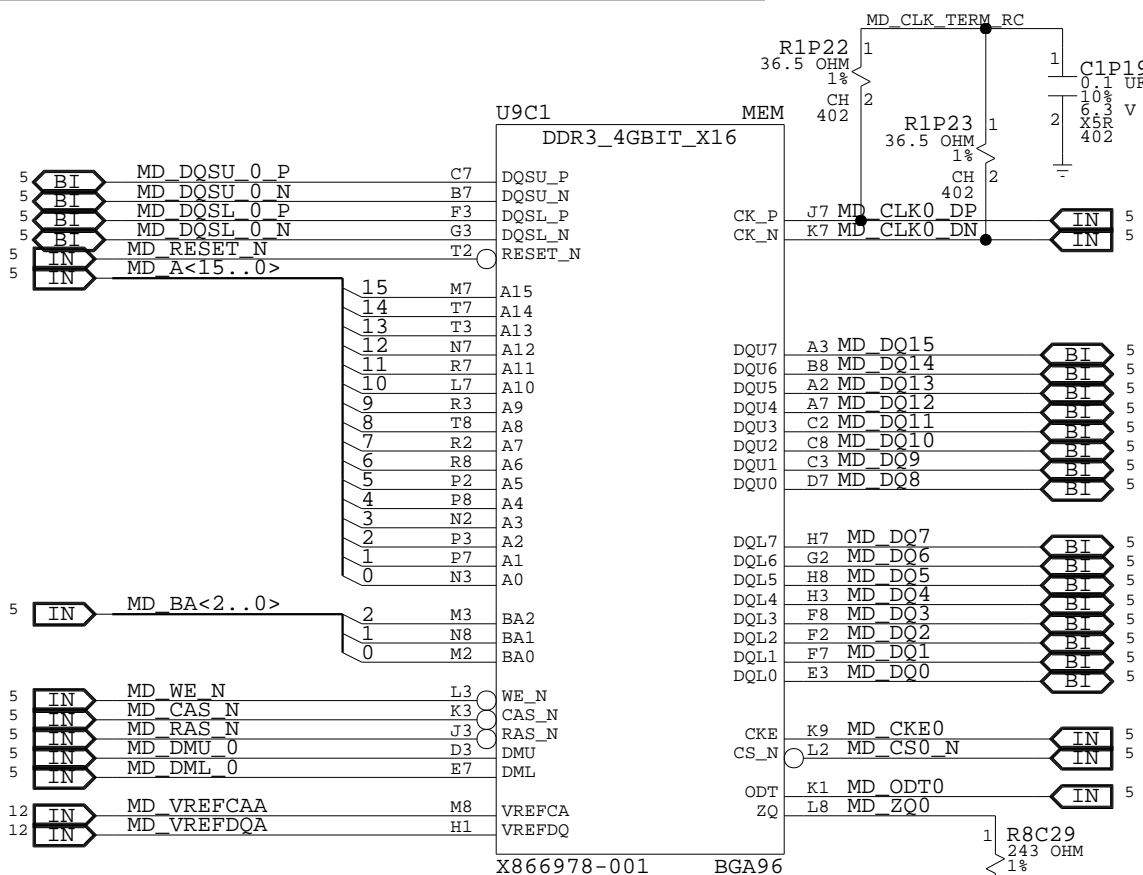 MD_CLK_TERM_RC
R1P22 1
36.5 OHM
1%
CH 2
402
1 C1P19
0.1 UF
10%
6.3 V
2 X5R
402
R1P23 1
36.5 OHM
1%
CH 2
402
U9C1 MEM
DDR3_4GBIT_X16
5 BI MD_DQSU_0_P C7 DQSU_P
5 BI MD_DQSU_0_N B7 DQSU_N
5 BI MD_DQSL_0_P F3 DQSL_P
5 BI MD_DQSL_0_N G3 DQSL_N
5 IN MD_RESET_N T2 RESET_N
5 IN MD_A<15..0>
CK_P J7 MD_CLK0_DP IN 5
CK_N K7 MD_CLK0_DN IN 5
15 M7 A15
14 T7 A14
13 T3 A13
12 N7 A12
11 R7 A11
10 L7 A10
9 R3 A9
8 T8 A8
7 R2 A7
6 R8 A6
5 P2 A5
4 P8 A4
3 N2 A3
2 P3 A2
1 P7 A1
0 N3 A0
DQU7 A3 MD_DQ15 BI 5
DQU6 B8 MD_DQ14 BI 5
DQU5 A2 MD_DQ13 BI 5
DQU4 A7 MD_DQ12 BI 5
DQU3 C2 MD_DQ11 BI 5
DQU2 C8 MD_DQ10 BI 5
DQU1 C3 MD_DQ9 BI 5
DQU0 D7 MD_DQ8 BI 5
DQL7 H7 MD_DQ7 BI 5
DQL6 G2 MD_DQ6 BI 5
DQL5 H8 MD_DQ5 BI 5
DQL4 H3 MD_DQ4 BI 5
DQL3 F8 MD_DQ3 BI 5
DQL2 F2 MD_DQ2 BI 5
DQL1 F7 MD_DQ1 BI 5
DQL0 E3 MD_DQ0 BI 5
5 IN MD_BA<2..0>
2 M3 BA2
1 N8 BA1
0 M2 BA0
5 IN MD_WE_N L3 WE_N
5 IN MD_CAS_N K3 CAS_N
5 IN MD_RAS_N J3 RAS_N
5 IN MD_DMU_0 D3 DMU
5 IN MD_DML_0 E7 DML
12 IN MD_VREFCAA M8 VREFCA
12 IN MD_VREFDQA H1 VREFDQ
CKE K9 MD_CKE0 IN 5
CS_N L2 MD_CS0_N IN 5
ODT K1 MD_ODT0 IN 5
ZQ L8 MD_ZQ0
1 R8C29
243 OHM
1%
X866978-001 BGA96